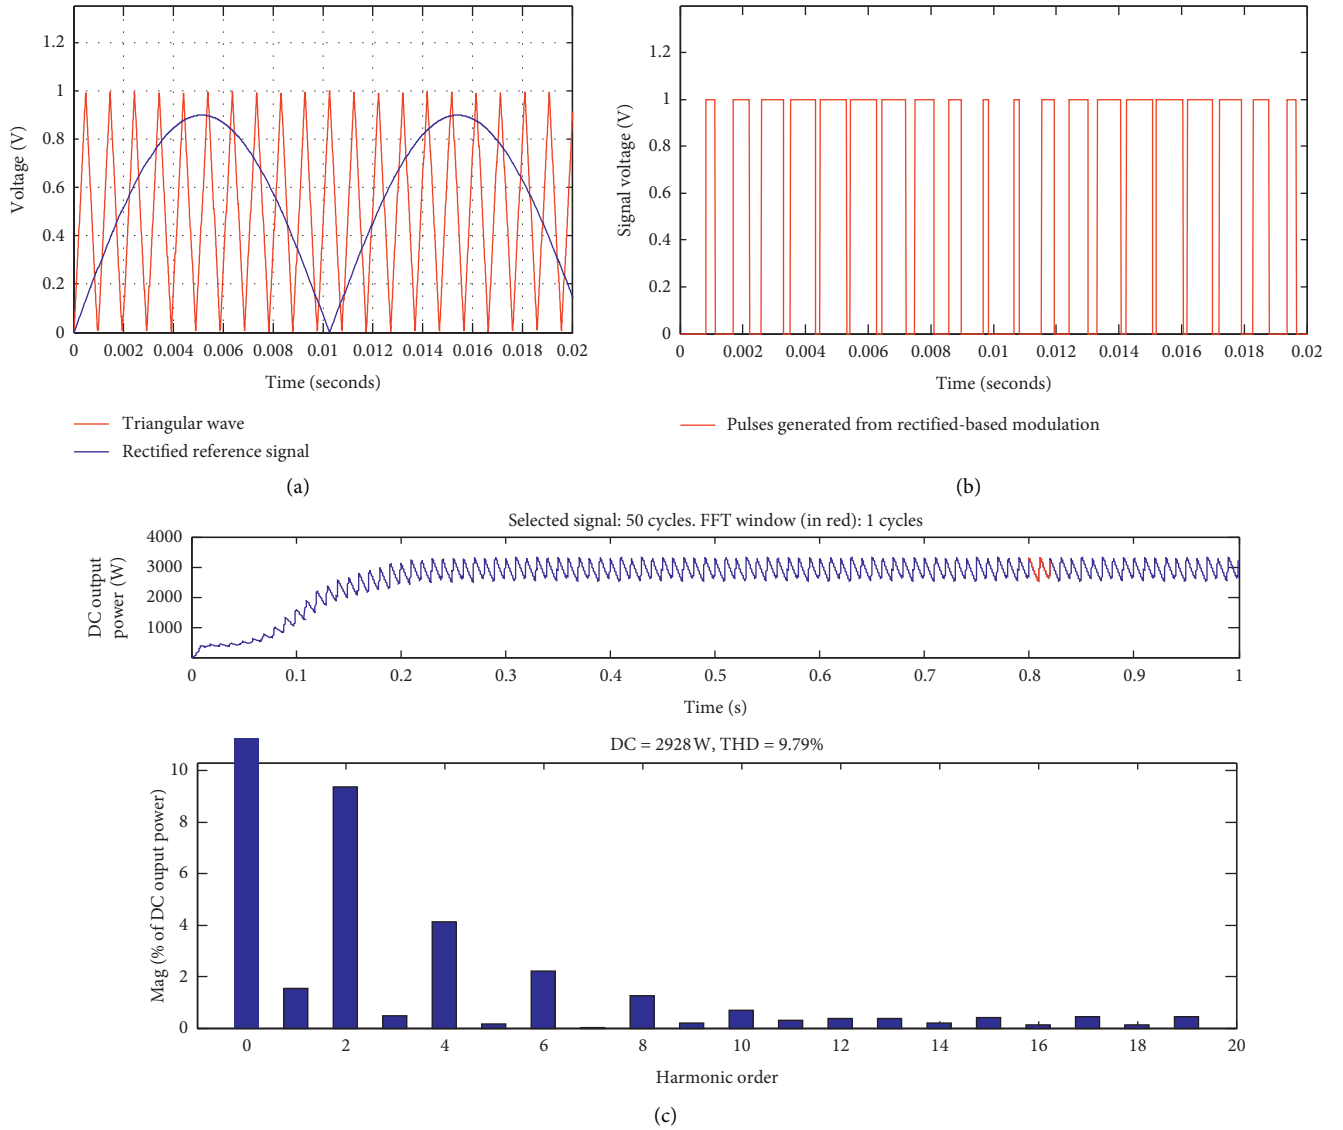 1.2
1
0.8
0.6
0.4
0.2
0
Voltage (V)
0 0.002 0.004 0.006 0.008 0.01 0.012 0.014 0.016 0.018 0.02
Time (seconds)
Triangular wave
Rectified reference signal
(a)
1.2
1
0.8
0.6
0.4
0.2
0
Signal voltage (V)
0 0.002 0.004 0.006 0.008 0.01 0.012 0.014 0.016 0.018 0.02
Time (seconds)
Pulses generated from rectified-based modulation
(b)
Selected signal: 50 cycles. FFT window (in red): 1 cycles
4000
3000
2000
1000
DC output
power (W)
0 0.1 0.2 0.3 0.4 0.5 0.6 0.7 0.8 0.9 1
Time (s)
DC = 2928 W, THD = 9.79%
10
8
6
4
2
0
Mag (% of DC ouput power)
0 2 4 6 8 10 12 14 16 18 20
Harmonic order
(c)